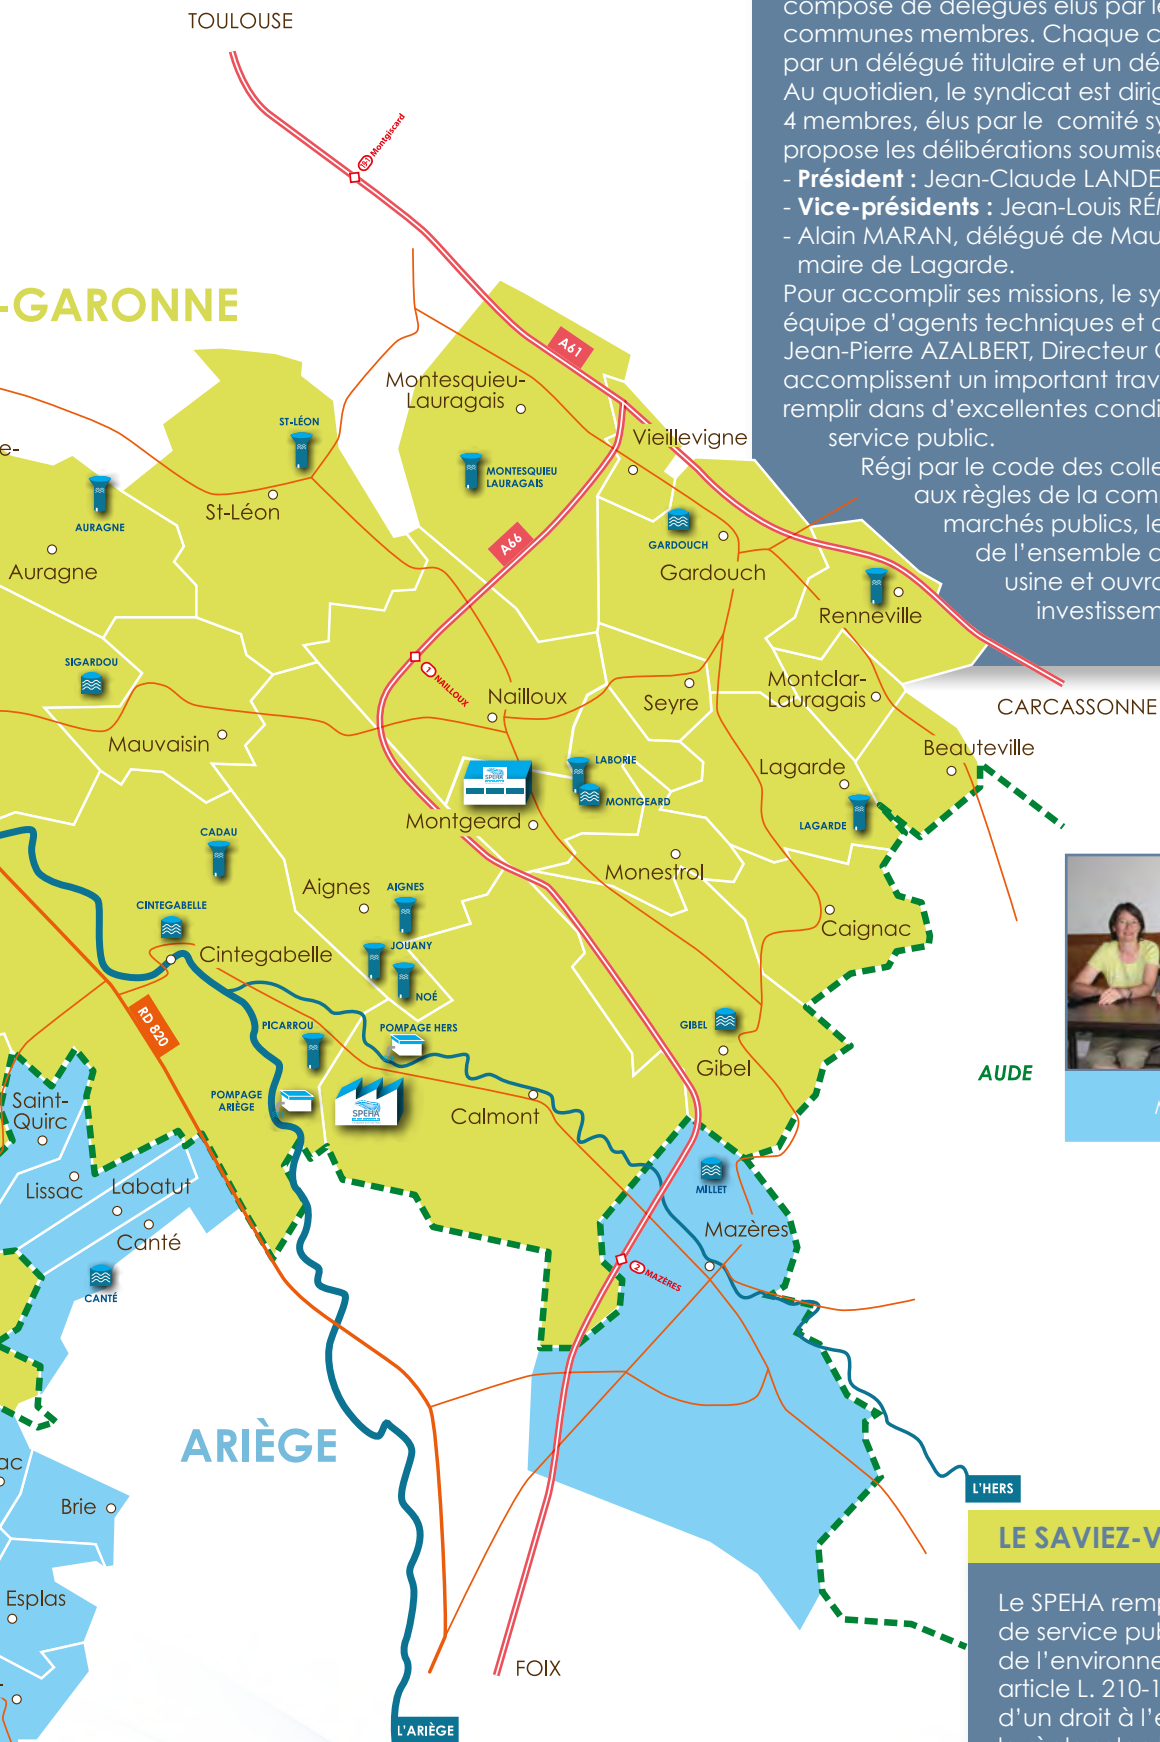 TOULOUSE
15.1 Montgiscard
-GARONNE
A61
Montesquieu-
Lauragais
ST-LÉON
Vieillevigne
e-
MONTESQUIEU
LAURAGAIS
AURAGNE
St-Léon
A66
GARDOUCH
Auragne
Gardouch
Renneville
SIGARDOU
1 NAILLOUX
Nailloux
Seyre
Montclar-
Lauragais
CARCASSONNE
Mauvaisin
Beauteville
LABORIE
Lagarde
SPEHA
MONTGEARD
Montgeard
LAGARDE
CADAU
Monestrol
Aignes
AIGNES
CINTEGABELLE
Caignac
JOUANY
Cintegabelle
NOÉ
RD 820
PICARROU
POMPAGE HERS
GIBEL
Gibel
AUDE
POMPAGE
ARIÈGE
SPEHA
Calmont
Saint-
Quirc
Lissac
Labatut
MILLET
Mazères
Canté
2 MAZÈRES
CANTÉ
ARIÈGE
ac
Brie
L'HERS
Esplas
FOIX
L'ARIÈGE
composé de délégués élus par le
communes membres. Chaque c
par un délégué titulaire et un dé
Au quotidien, le syndicat est dirig
4 membres, élus par le comité sy
propose les délibérations soumise
- Président : Jean-Claude LANDE
- Vice-présidents : Jean-Louis RÉM
- Alain MARAN, délégué de Mau
maire de Lagarde.
Pour accomplir ses missions, le sy
équipe d'agents techniques et a
Jean-Pierre AZALBERT, Directeur G
accomplissent un important trav
remplir dans d'excellentes condi
service public.
Régi par le code des colle
aux règles de la com
marchés publics, le
de l'ensemble d
usine et ouvra
investissem
LE SAVIEZ-V
Le SPEHA remp
de service pub
de l'environne
article L. 210-1
d'un droit à l'e